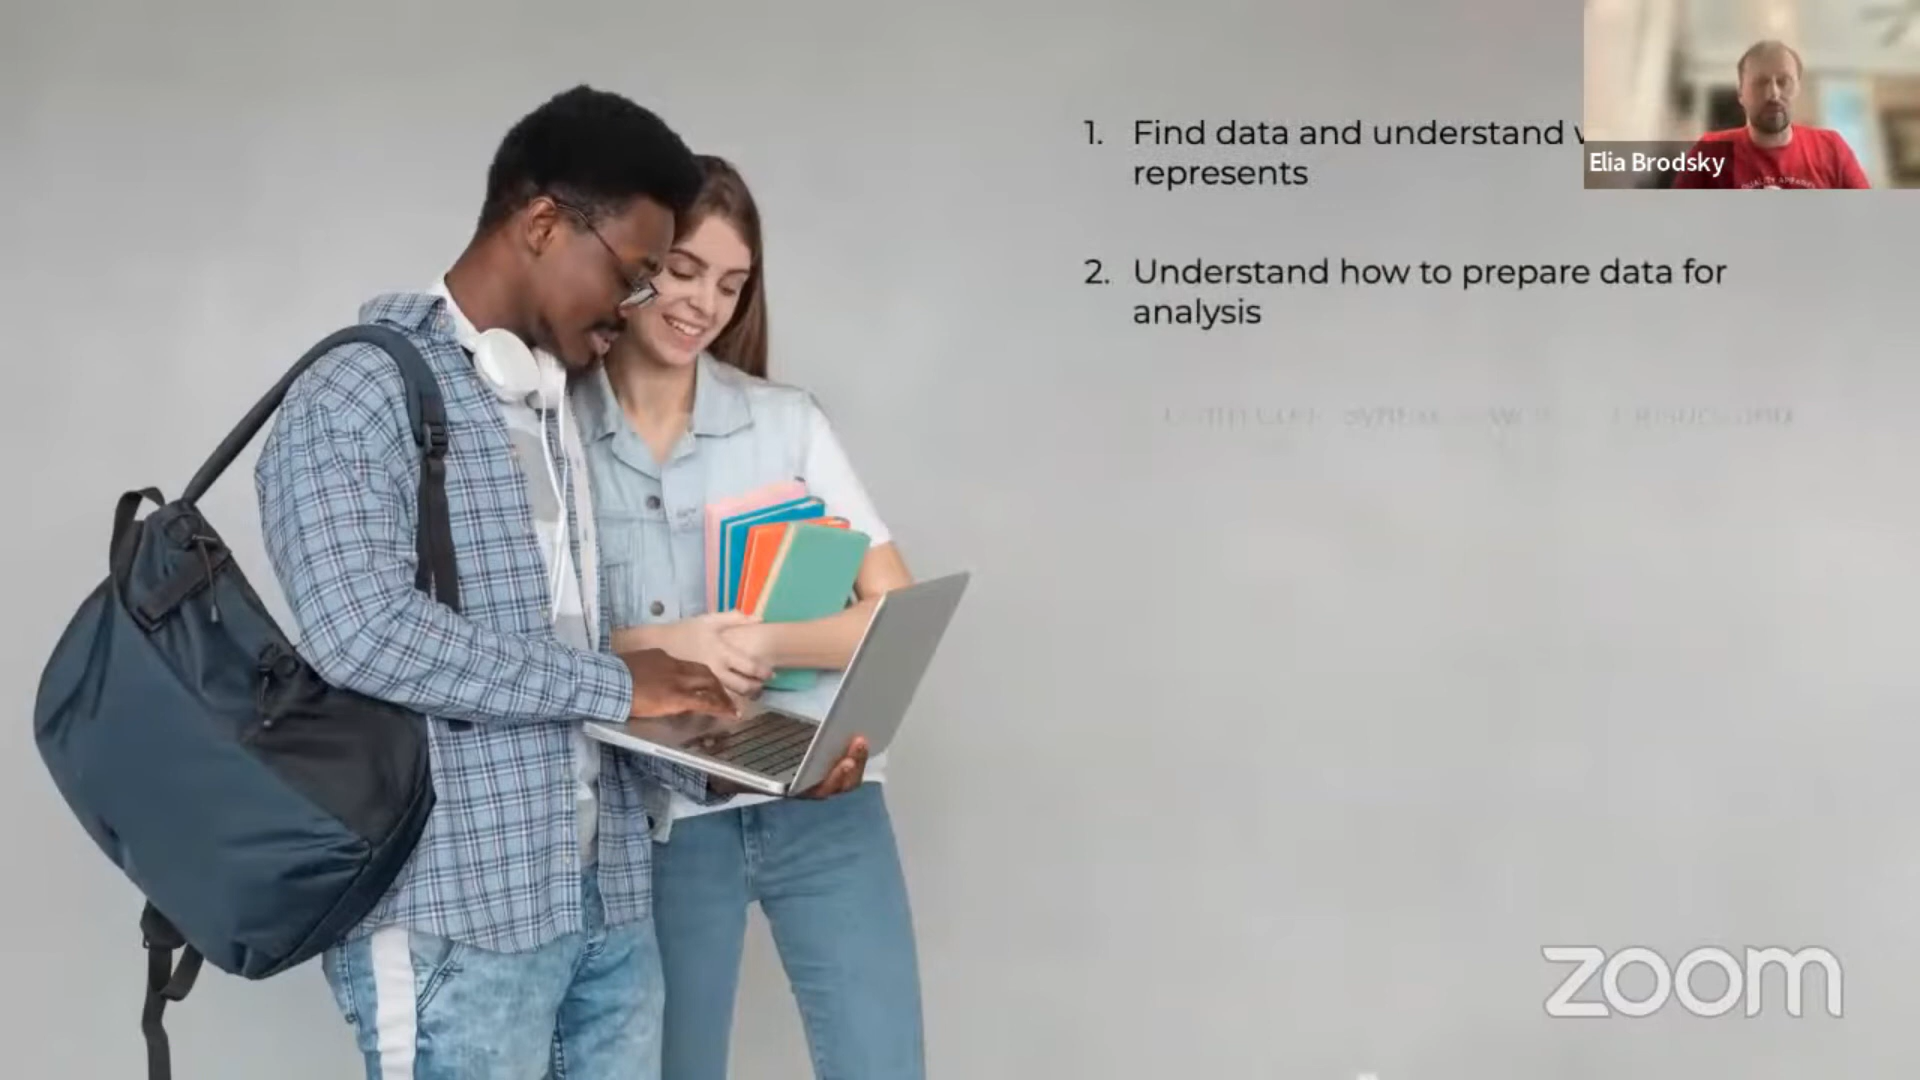 1. Find data and understand
represents
Elia Brodsky
2. Understand how to prepare data for
analysis
zoom